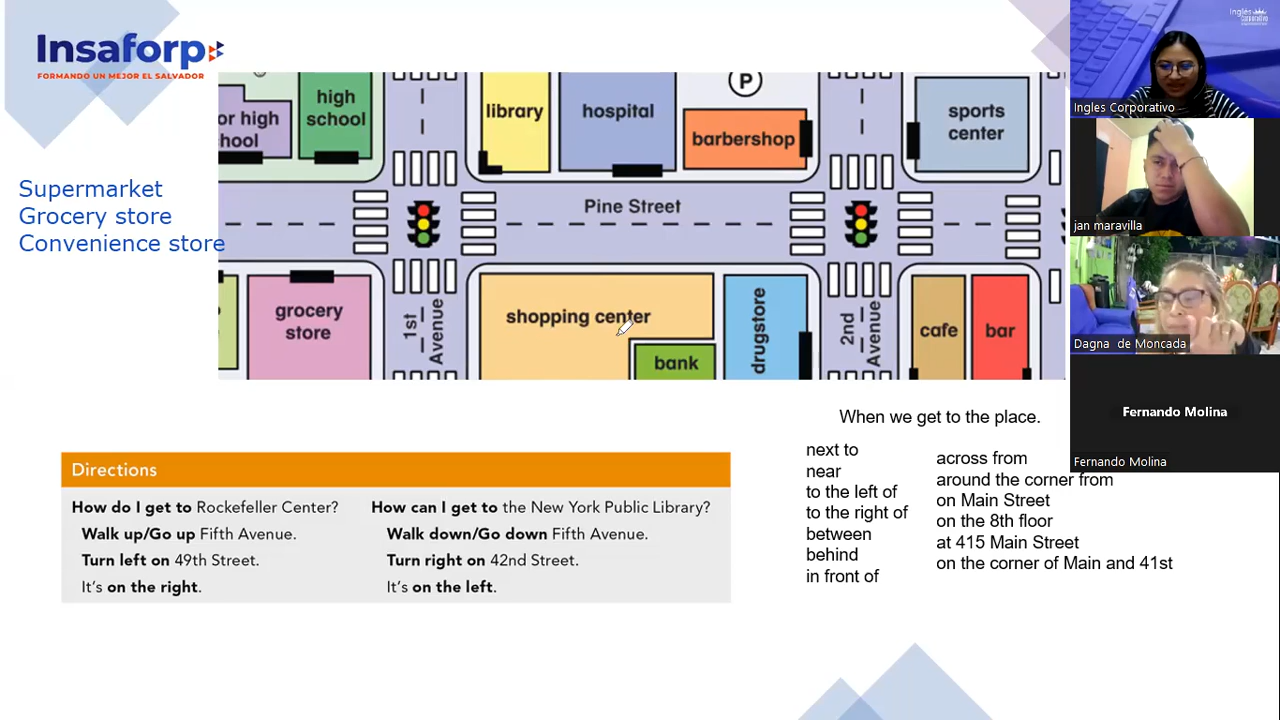 Insaforp
FORMANDO UN MEJOR EL SALVADOR
Supermarket
Grocery store
Convenience store
or high
hool
high
school
library
hospital
P
barbershop
sports
center
Pine Street
grocery
store
1st
Avenue
shopping center
bank
drugstore
2nd
Avenue
cafe
bar
Directions
How do I get to Rockefeller Center?
Walk up/Go up Fifth Avenue.
Turn left on 49th Street.
It's on the right.
How can I get to the New York Public Library?
Walk down/Go down Fifth Avenue.
Turn right on 42nd Street.
It's on the left.
When we get to the place.
next to
near
to the left of
to the right of
between
behind
in front of
across from
around the corner from
on Main Street
on the 8th floor
at 415 Main Street
on the corner of Main and 41st
Inglés
Corporativo
Ingles Corporativo
jan maravilla
Dagna de Moncada
Fernando Molina
Fernando Molina